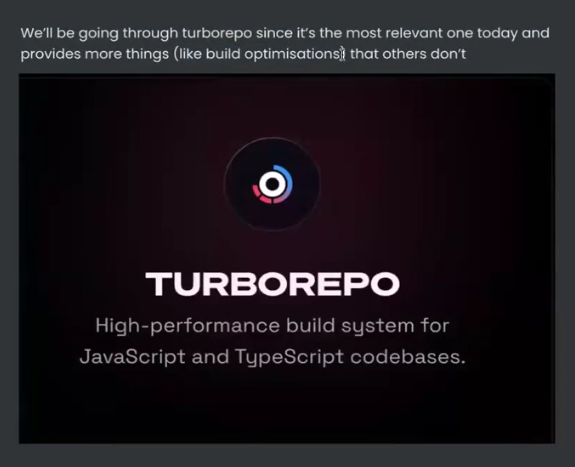 We'll be going through turborepo since it's the most relevant one today and
provides more things (like build optimisations) that others don't
TURBOREPO
High-performance build system for
JavaScript and TypeScript codebases.